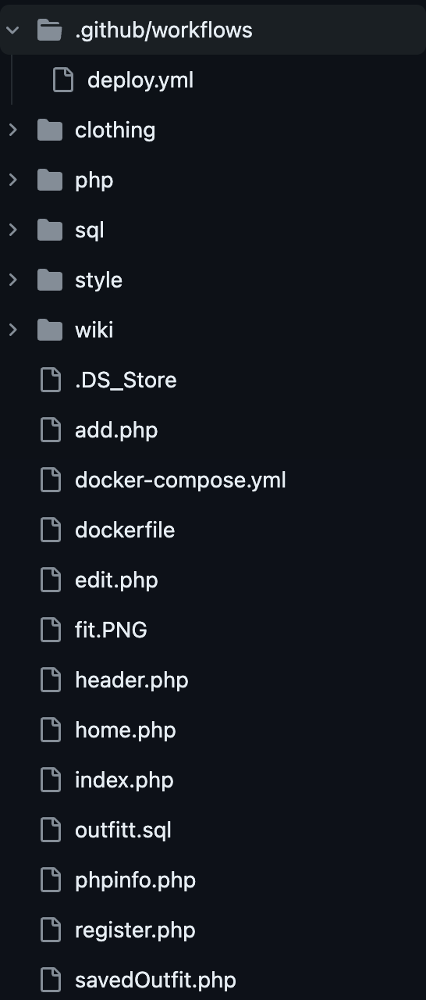 .github/workflows
deploy.yml
clothing
php
sql
style
wiki
.DS_Store
add.php
docker-compose.yml
dockerfile
edit.php
fit.PNG
header.php
home.php
index.php
outfitt.sql
phpinfo.php
register.php
savedOutfit.php